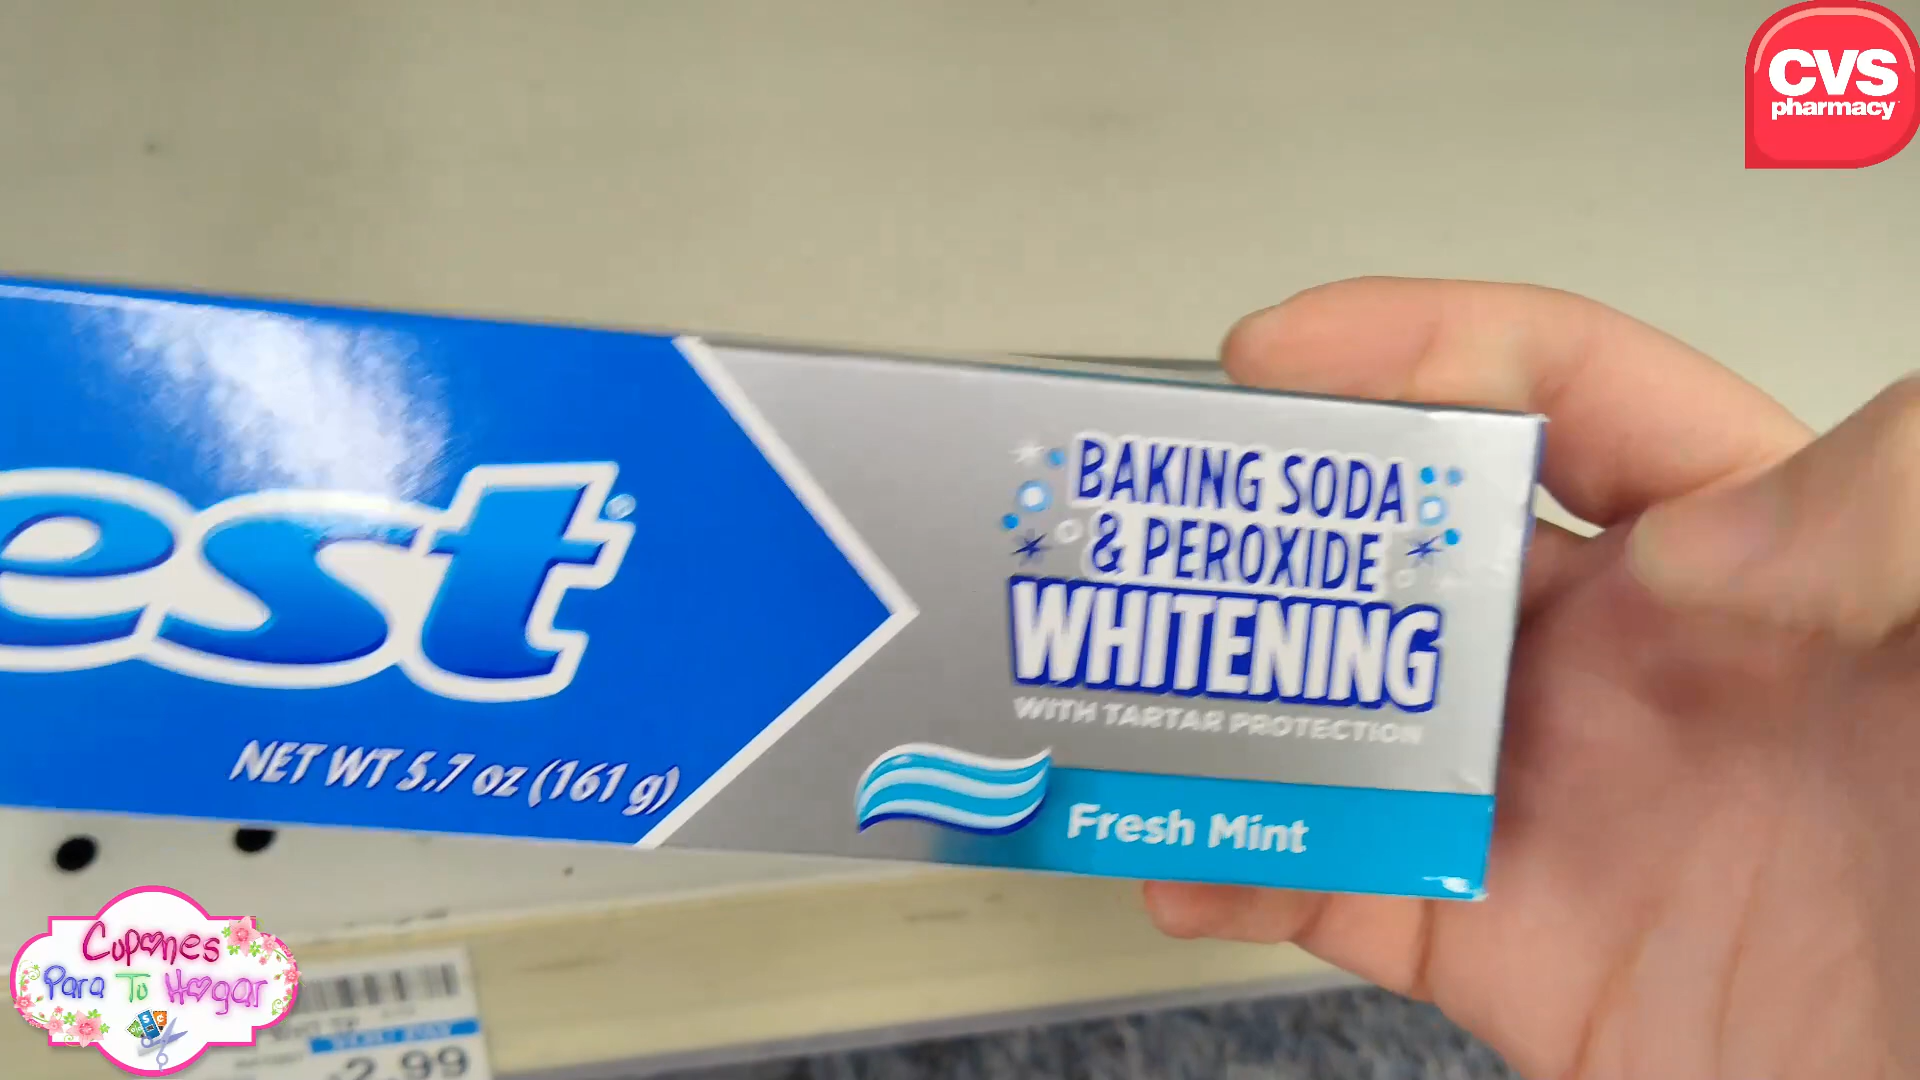 CVS
pharmacy
est
NET WT 5.7 oz (161 g)
BAKING SODA
& PEROXIDE
WHITENING
WITH TARTAR PROTECTION
Fresh Mint
Cupones
Para Tu Hogar
2.99